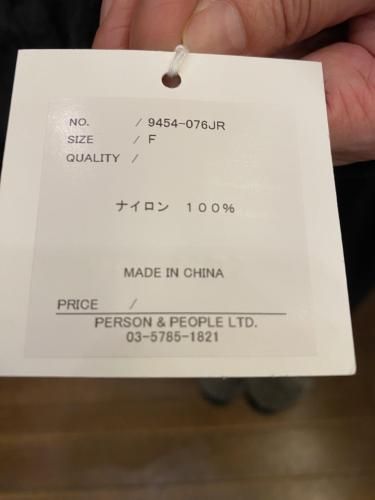 NO. / 9454-076JR
SIZE / F
QUALITY /
ナイロン 100%
MADE IN CHINA
PRICE /
PERSON & PEOPLE LTD.
03-5785-1821